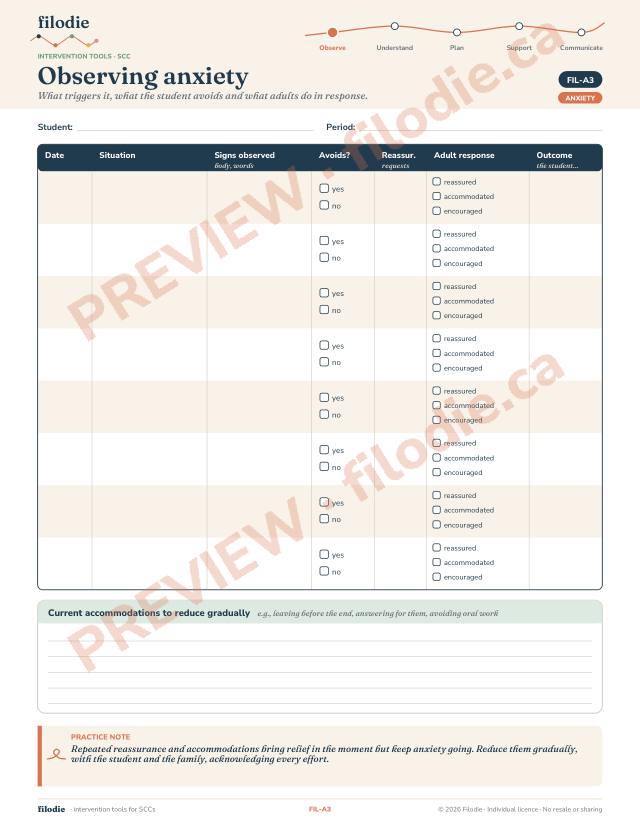 filodie
INTERVENTION TOOLS · SCC
Observe Understand Plan Support Communicate
Observing anxiety
What triggers it, what the student avoids and what adults do in response.
FIL-A3
ANXIETY
Student: Period:
Date Situation Signs observed Avoids? Reassur. Adult response Outcome
body, words requests the student...
yes
no
reassured
accommodated
encouraged
yes
no
reassured
accommodated
encouraged
yes
no
reassured
accommodated
encouraged
yes
no
reassured
accommodated
encouraged
yes
no
reassured
accommodated
encouraged
yes
no
reassured
accommodated
encouraged
yes
no
reassured
accommodated
encouraged
yes
no
reassured
accommodated
encouraged
Current accommodations to reduce gradually e.g., leaving before the end, answering for them, avoiding oral work
PRACTICE NOTE
Repeated reassurance and accommodations bring relief in the moment but keep anxiety going. Reduce them gradually,
with the student and the family, acknowledging every effort.
filodie · intervention tools for SCCs FIL-A3 © 2026 Filodie · Individual licence · No resale or sharing
PREVIEW · filodie.ca
PREVIEW · filodie.ca